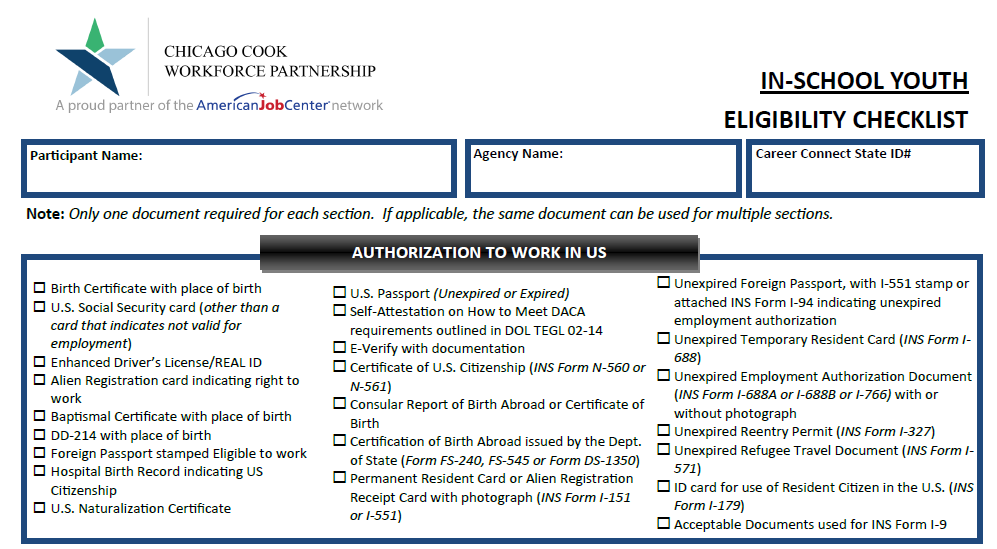 CHICAGO COOK
WORKFORCE PARTNERSHIP
A proud partner of the AmericanJobCenter network
IN-SCHOOL YOUTH
ELIGIBILITY CHECKLIST
Participant Name:
Agency Name:
Career Connect State ID#
Note: Only one document required for each section. If applicable, the same document can be used for multiple sections.
AUTHORIZATION TO WORK IN US
Birth Certificate with place of birth
U.S. Social Security card (other than a
card that indicates not valid for
employment)
Enhanced Driver's License/REAL ID
Alien Registration card indicating right to
work
Baptismal Certificate with place of birth
DD-214 with place of birth
Foreign Passport stamped Eligible to work
Hospital Birth Record indicating US
Citizenship
U.S. Naturalization Certificate
U.S. Passport (Unexpired or Expired)
Self-Attestation on How to Meet DACA
requirements outlined in DOL TEGL 02-14
E-Verify with documentation
Certificate of U.S. Citizenship (INS Form N-560 or
N-561)
Consular Report of Birth Abroad or Certificate of
Birth
Certification of Birth Abroad issued by the Dept.
of State (Form FS-240, FS-545 or Form DS-1350)
Permanent Resident Card or Alien Registration
Receipt Card with photograph (INS Form I-151
or I-551)
Unexpired Foreign Passport, with I-551 stamp or
attached INS Form I-94 indicating unexpired
employment authorization
Unexpired Temporary Resident Card (INS Form I-
688)
Unexpired Employment Authorization Document
(INS Form I-688A or I-688B or I-766) with or
without photograph
Unexpired Reentry Permit (INS Form I-327)
Unexpired Refugee Travel Document (INS Form I-
571)
ID card for use of Resident Citizen in the U.S. (INS
Form I-179)
Acceptable Documents used for INS Form I-9